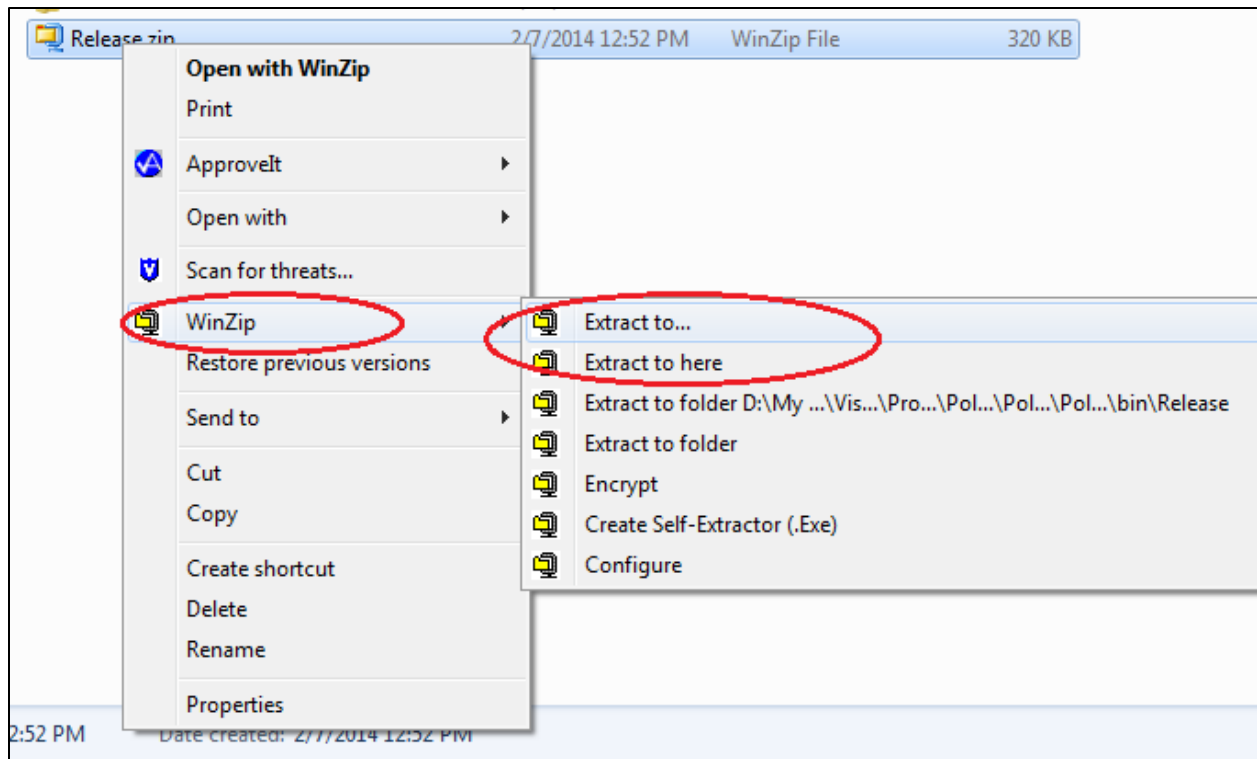 Release.zip 2/7/2014 12:52 PM WinZip File 320 KB
Open with WinZip
Print
ApproveIt
Open with
Scan for threats...
WinZip
Restore previous versions
Send to
Cut
Copy
Create shortcut
Delete
Rename
Properties
Extract to...
Extract to here
Extract to folder D:\My ...\Vis...\Pro...\Pol...\Pol...\Pol...\bin\Release
Extract to folder
Encrypt
Create Self-Extractor (.Exe)
Configure
2:52 PM Date created: 2/7/2014 12:52 PM